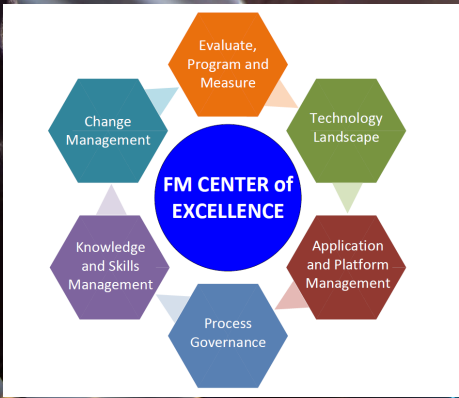 Evaluate,
Program and
Measure
Technology
Landscape
Application
and Platform
Management
Process
Governance
Knowledge
and Skills
Management
Change
Management
FM CENTER of
EXCELLENCE